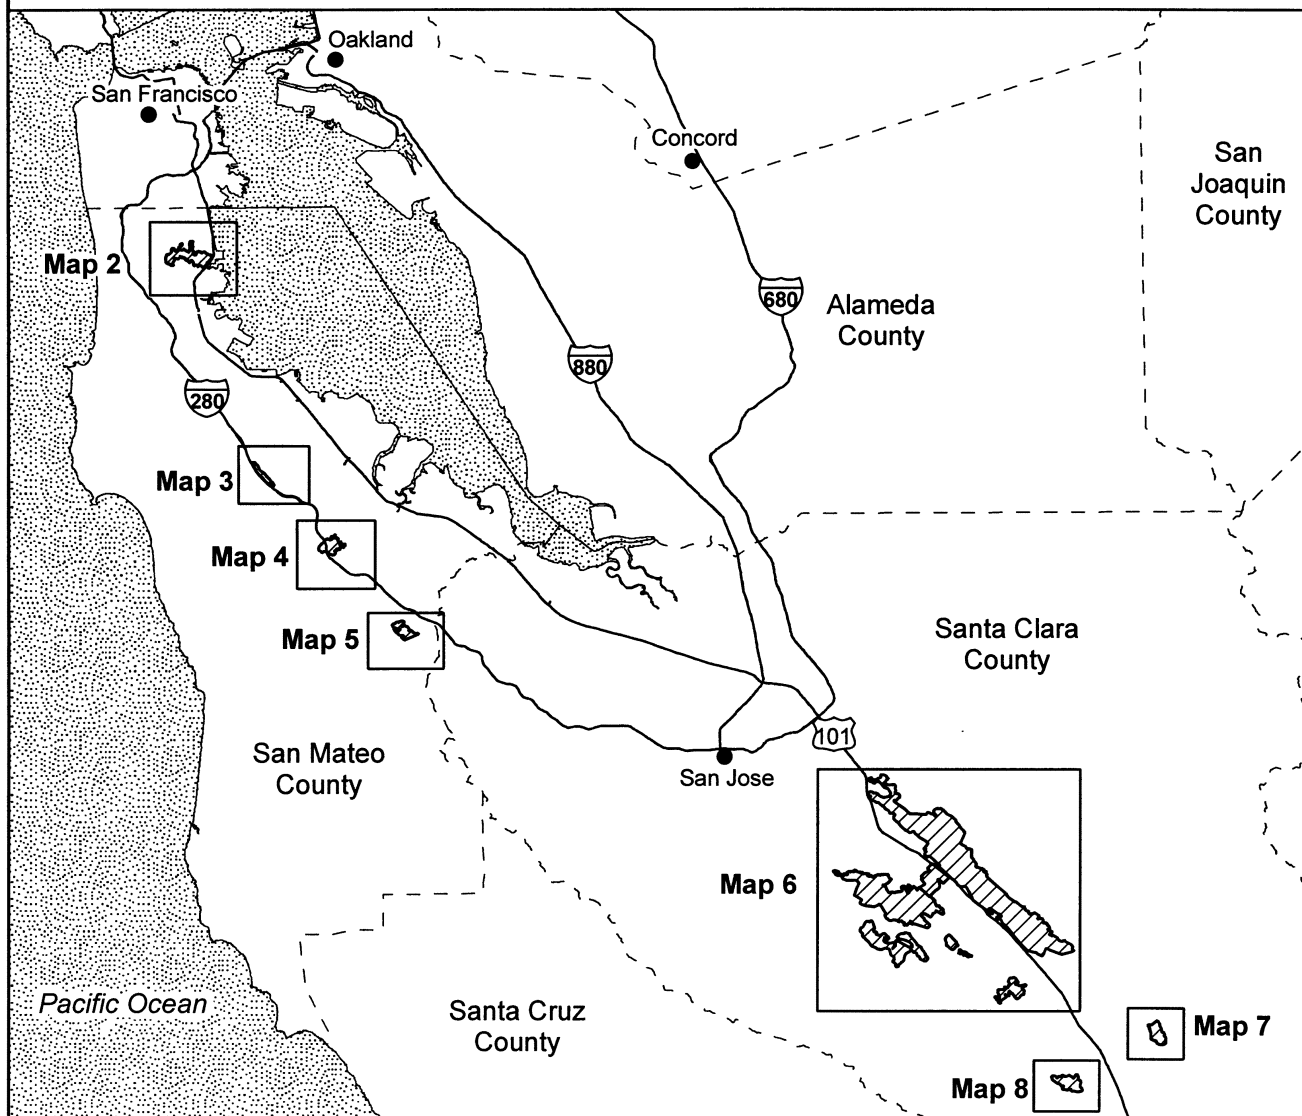 Oakland
San Francisco
Concord
San
Joaquin
County
Map 2
680
Alameda
County
880
280
Map 3
Map 4
Map 5
Santa Clara
County
101
San Mateo
County
San Jose
Map 6
Pacific Ocean
Santa Cruz
County
Map 7
Map 8